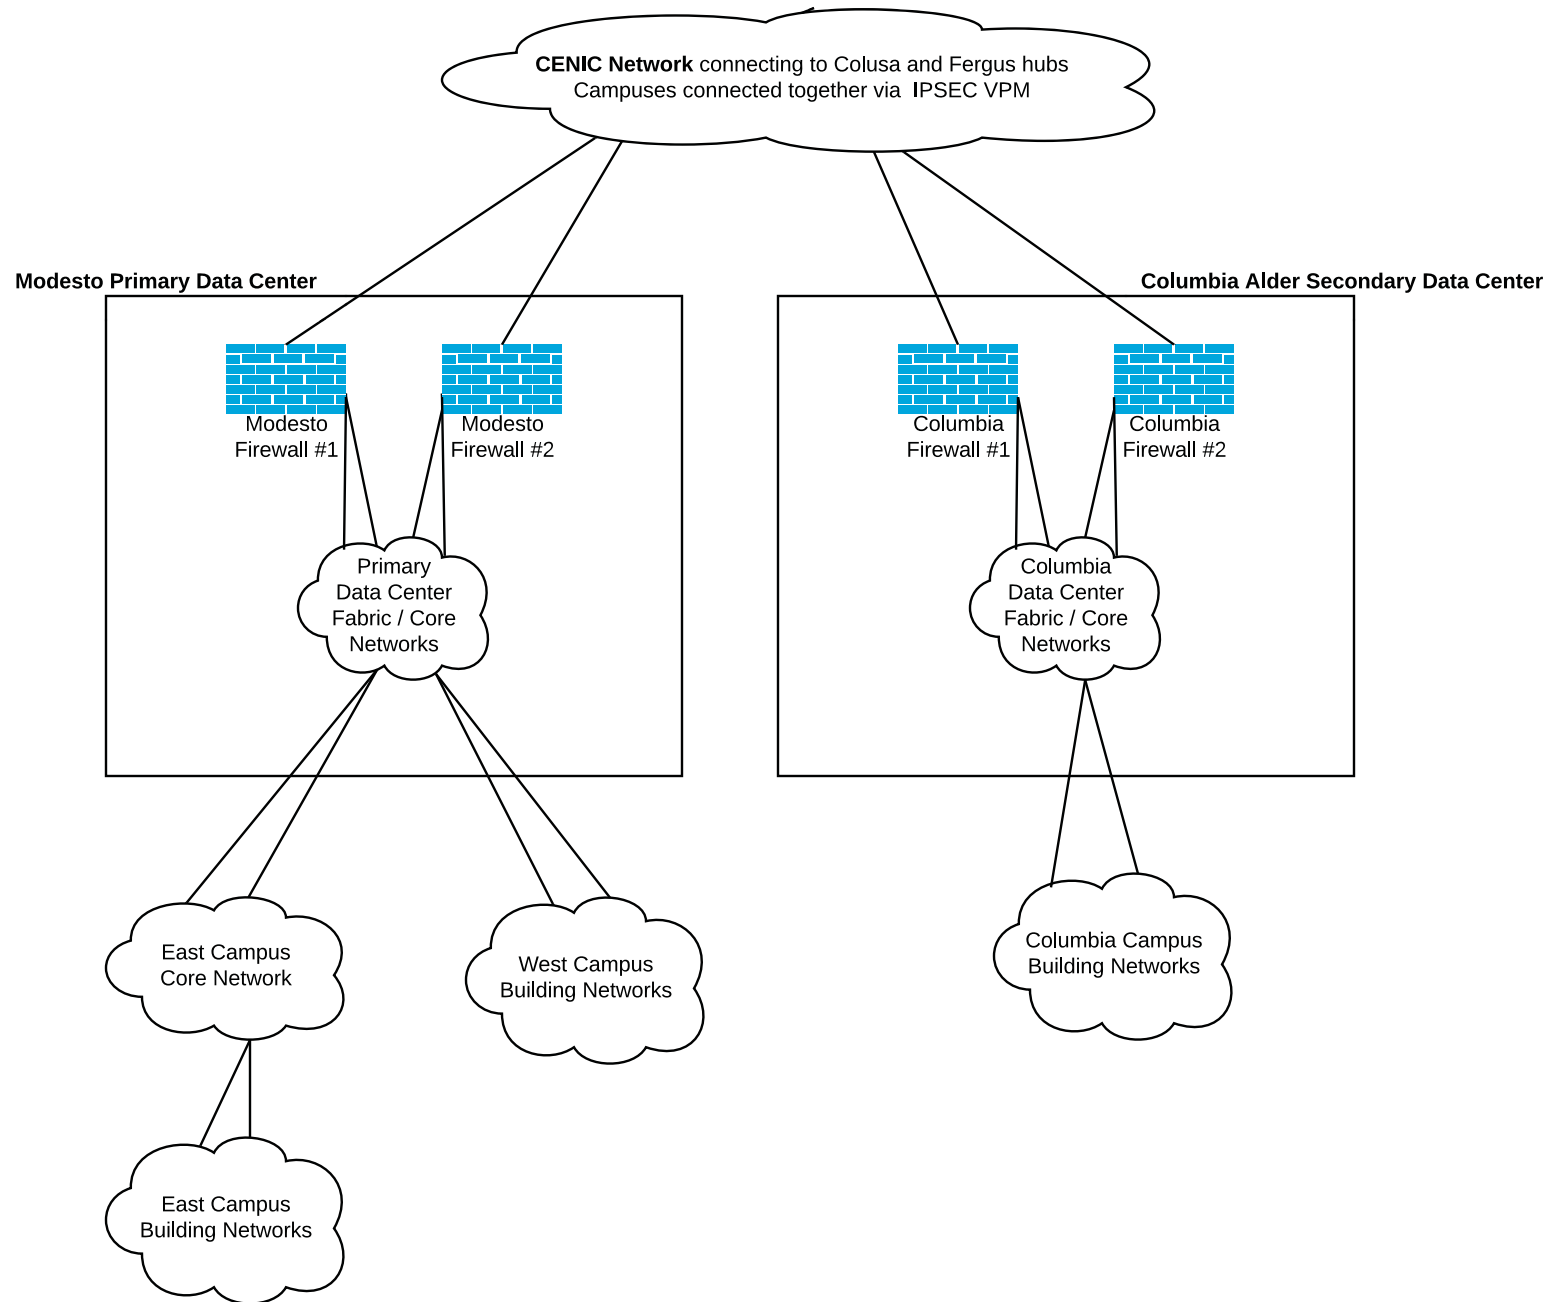 CENIC Network connecting to Colusa and Fergus hubs
Campuses connected together via  IPSEC VPM
Modesto Primary Data Center
Columbia Alder Secondary Data Center
Modesto
Firewall #1
Modesto
Firewall #2
Columbia
Firewall #1
Columbia
Firewall #2
Primary
Data Center
Fabric / Core
Networks
Columbia
Data Center
Fabric / Core
Networks
East Campus
Core Network
West Campus
Building Networks
Columbia Campus
Building Networks
East Campus
Building Networks